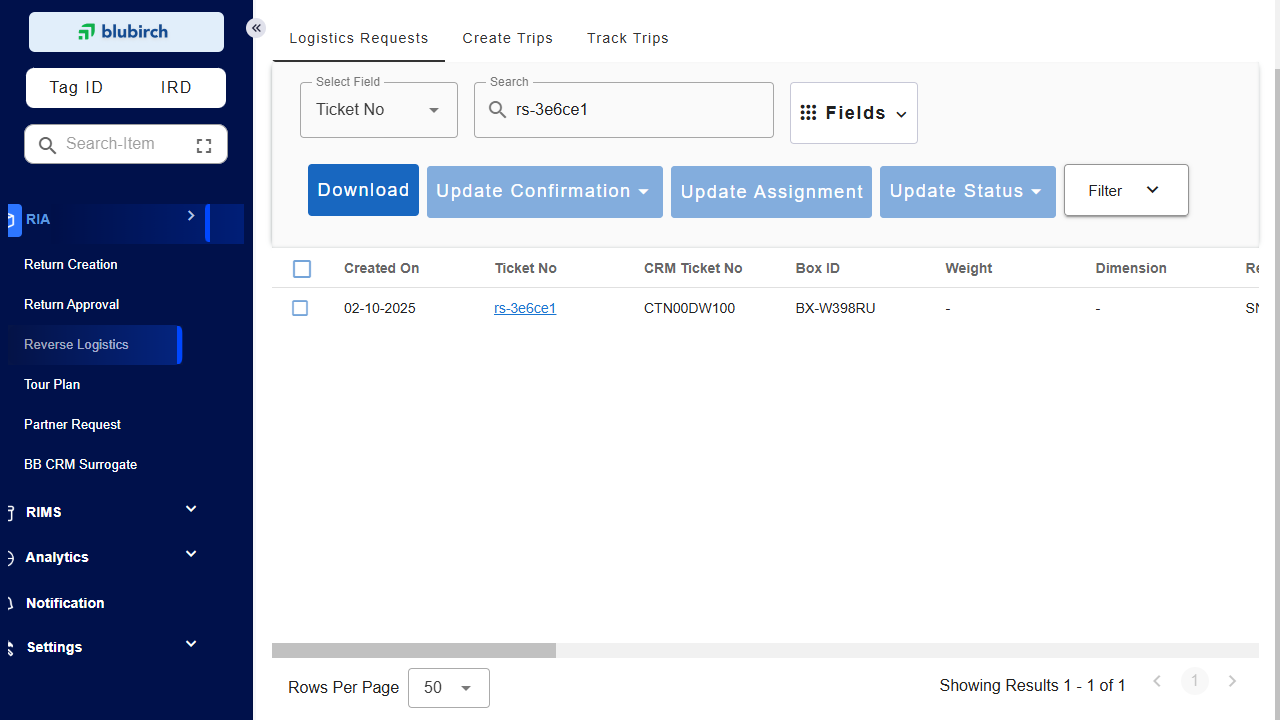 blubirch
Tag ID IRD
Search-Item
RIA
Return Creation
Return Approval
Reverse Logistics
Tour Plan
Partner Request
BB CRM Surrogate
RIMS
Analytics
Notification
Settings
Logistics Requests Create Trips Track Trips
Select Field
Ticket No
Search
rs-3e6ce1
Fields
Download Update Confirmation Update Assignment Update Status Filter
Created On Ticket No CRM Ticket No Box ID Weight Dimension
02-10-2025 rs-3e6ce1 CTN00DW100 BX-W398RU - -
Rows Per Page 50 Showing Results 1 - 1 of 1 1